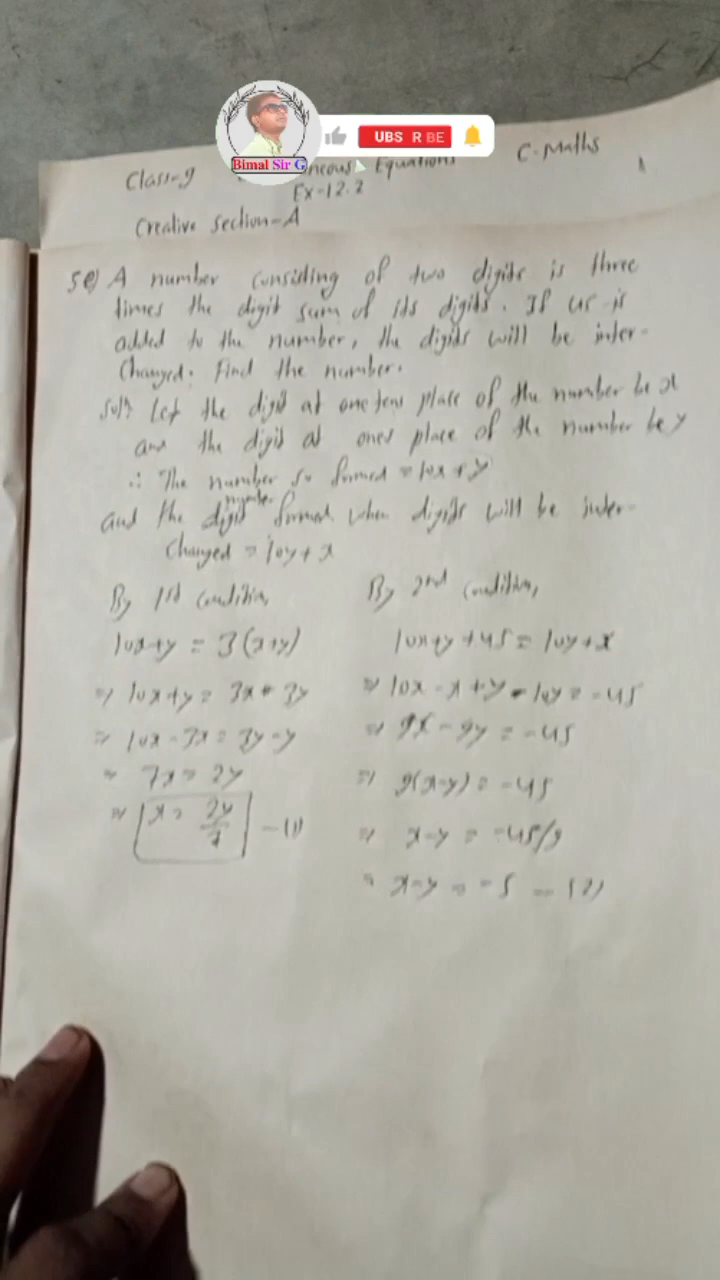 Bimal Sir G
UBS R BE
Class-9
neous Equations
C. Maths
Ex-12.2
Creative Section-A
5e) A number consisting of two digits is three
times the digit sum of its digits. If 45 is
added to the number, the digits will be inter-
changed. Find the number.
Sol: Let the digit at tens place of the number be x
and the digit at ones place of the number be y
∴ The number so formed = 10x + y
number
and the digit formed when digits will be inter-
changed = 10y + x
By 1st condition,
10x+y = 3(x+y)
⇒ 10x+y = 3x + 3y
⇒ 10x - 3x = 3y - y
⇒ 7x = 2y
⇒ x = 2y/7 - (1)
By 2nd condition,
10x+y+45 = 10y+x
⇒ 10x - x + y - 10y = -45
⇒ 9x - 9y = -45
⇒ 9(x-y) = -45
⇒ x-y = -45/9
= x-y = -5 - (2)